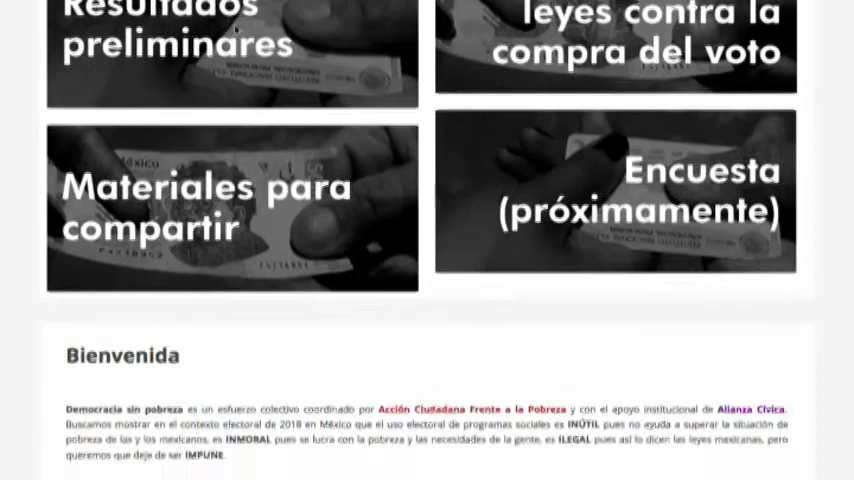 Resultados
preliminares
leyes contra la
compra del voto
Materiales para
compartir
Encuesta
(próximamente)
Bienvenida
Democracia sin pobreza es un esfuerzo colectivo coordinado por Acción Ciudadana Frente a la Pobreza y con el apoyo institucional de Alianza Cívica.
Buscamos mostrar en el contexto electoral de 2018 en México que el uso electoral de programas sociales es INÚTIL pues no ayuda a superar la situación de
pobreza de las y los mexicanos, es INMORAL pues se lucra con la pobreza y las necesidades de la gente, es ILEGAL pues así lo dicen las leyes mexicanas, pero
queremos que deje de ser IMPUNE.